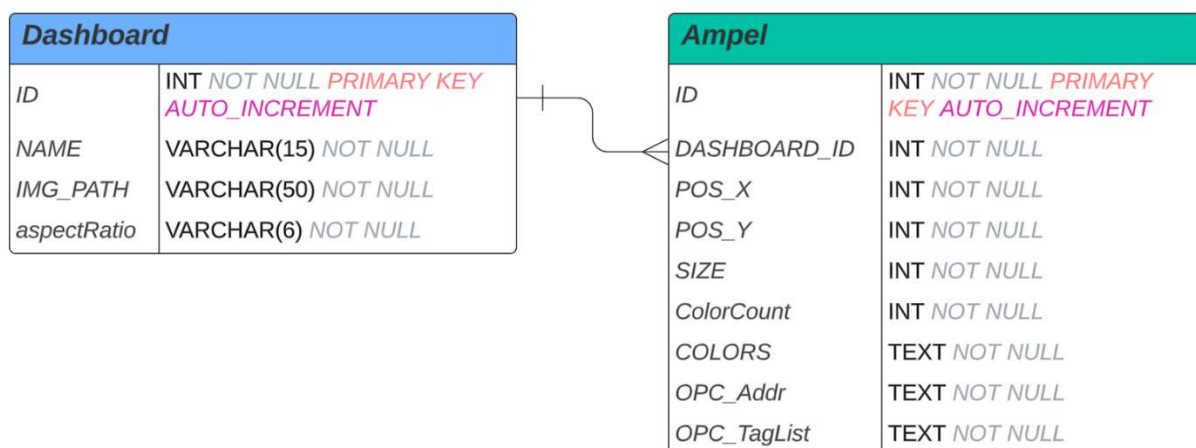 Dashboard
ID INT NOT NULL PRIMARY KEY
AUTO_INCREMENT
NAME VARCHAR(15) NOT NULL
IMG_PATH VARCHAR(50) NOT NULL
aspectRatio VARCHAR(6) NOT NULL
Ampel
ID INT NOT NULL PRIMARY
KEY AUTO_INCREMENT
DASHBOARD_ID INT NOT NULL
POS_X INT NOT NULL
POS_Y INT NOT NULL
SIZE INT NOT NULL
ColorCount INT NOT NULL
COLORS TEXT NOT NULL
OPC_Addr TEXT NOT NULL
OPC_TagList TEXT NOT NULL